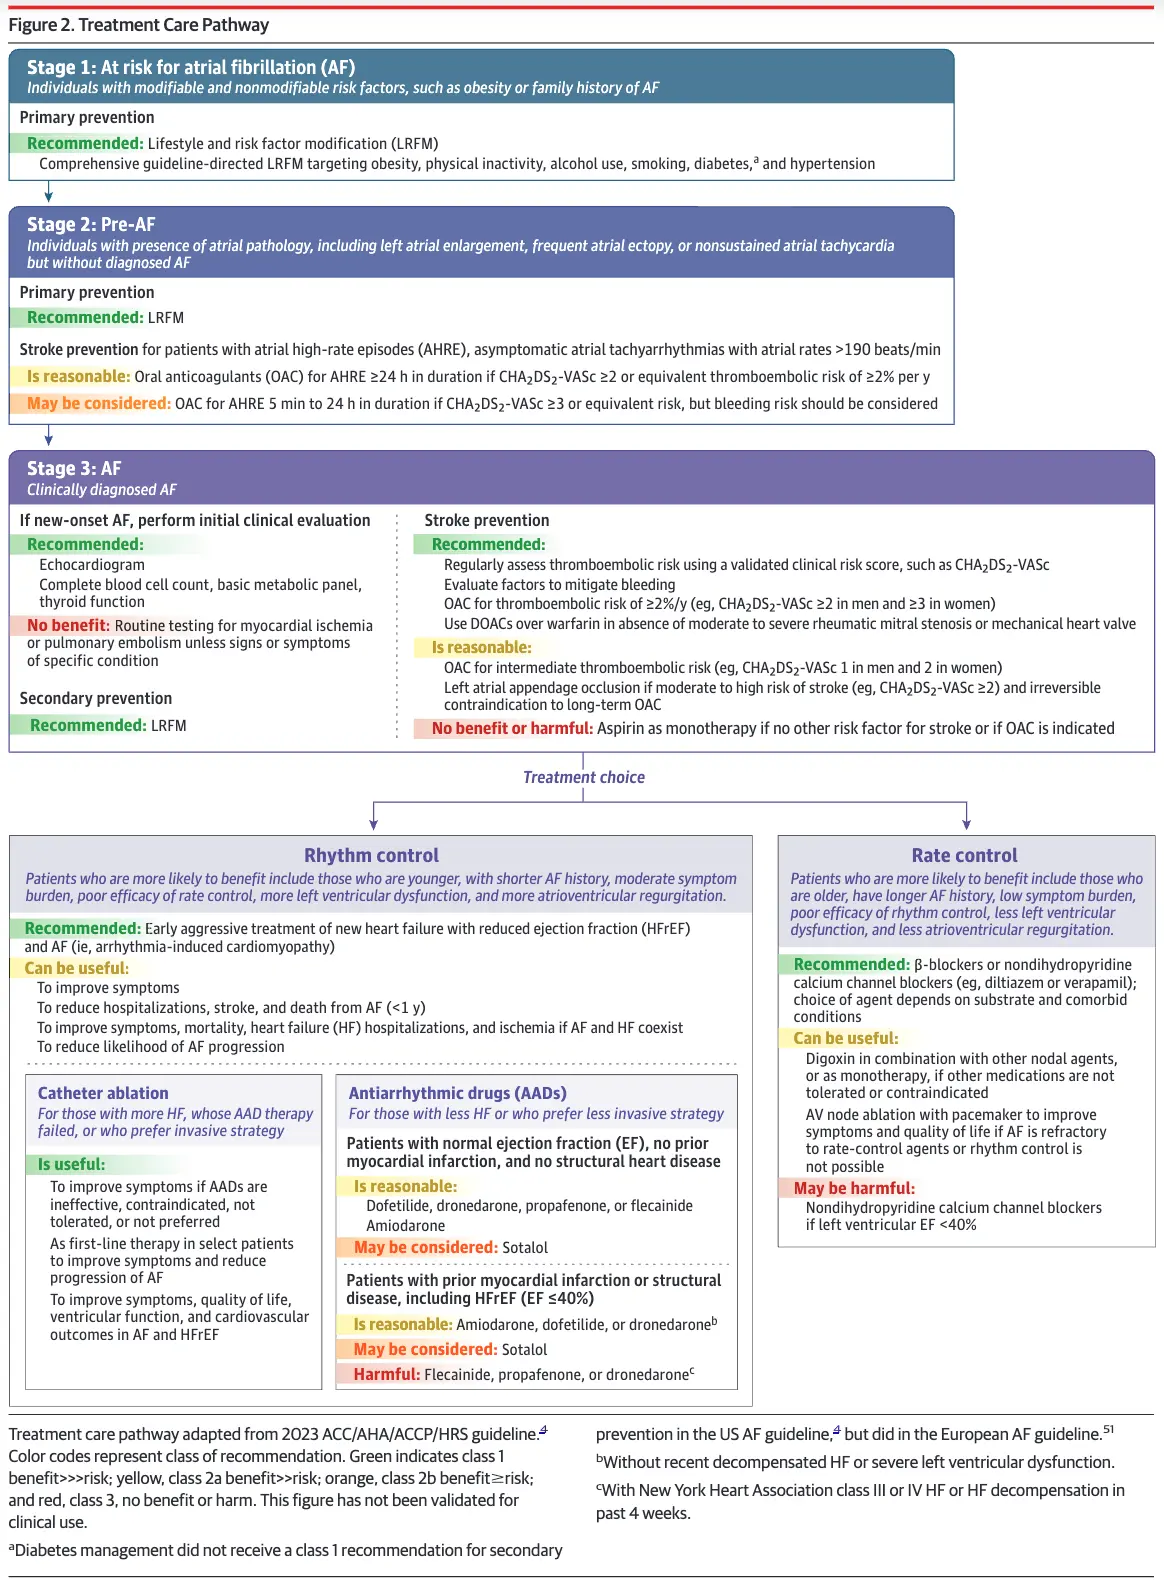 Figure 2. Treatment Care Pathway
Stage 1: At risk for atrial fibrillation (AF)
Individuals with modifiable and nonmodifiable risk factors, such as obesity or family history of AF
Primary prevention
Recommended: Lifestyle and risk factor modification (LRFM)
Comprehensive guideline-directed LRFM targeting obesity, physical inactivity, alcohol use, smoking, diabetes,ᵃ and hypertension
Stage 2: Pre-AF
Individuals with presence of atrial pathology, including left atrial enlargement, frequent atrial ectopy, or nonsustained atrial tachycardia
but without diagnosed AF
Primary prevention
Recommended: LRFM
Stroke prevention for patients with atrial high-rate episodes (AHRE), asymptomatic atrial tachyarrhythmias with atrial rates >190 beats/min
Is reasonable: Oral anticoagulants (OAC) for AHRE ≥24 h in duration if CHA₂DS₂-VASc ≥2 or equivalent thromboembolic risk of ≥2% per y
May be considered: OAC for AHRE 5 min to 24 h in duration if CHA₂DS₂-VASc ≥3 or equivalent risk, but bleeding risk should be considered
Stage 3: AF
Clinically diagnosed AF
If new-onset AF, perform initial clinical evaluation
Recommended:
Echocardiogram
Complete blood cell count, basic metabolic panel,
thyroid function
No benefit: Routine testing for myocardial ischemia
or pulmonary embolism unless signs or symptoms
of specific condition
Secondary prevention
Recommended: LRFM
Stroke prevention
Recommended:
Regularly assess thromboembolic risk using a validated clinical risk score, such as CHA₂DS₂-VASc
Evaluate factors to mitigate bleeding
OAC for thromboembolic risk of ≥2%/y (eg, CHA₂DS₂-VASc ≥2 in men and ≥3 in women)
Use DOACs over warfarin in absence of moderate to severe rheumatic mitral stenosis or mechanical heart valve
Is reasonable:
OAC for intermediate thromboembolic risk (eg, CHA₂DS₂-VASc 1 in men and 2 in women)
Left atrial appendage occlusion if moderate to high risk of stroke (eg, CHA₂DS₂-VASc ≥2) and irreversible
contraindication to long-term OAC
No benefit or harmful: Aspirin as monotherapy if no other risk factor for stroke or if OAC is indicated
Treatment choice
Rhythm control
Patients who are more likely to benefit include those who are younger, with shorter AF history, moderate symptom
burden, poor efficacy of rate control, more left ventricular dysfunction, and more atrioventricular regurgitation.
Recommended: Early aggressive treatment of new heart failure with reduced ejection fraction (HFrEF)
and AF (ie, arrhythmia-induced cardiomyopathy)
Can be useful:
To improve symptoms
To reduce hospitalizations, stroke, and death from AF (<1 y)
To improve symptoms, mortality, heart failure (HF) hospitalizations, and ischemia if AF and HF coexist
To reduce likelihood of AF progression
Catheter ablation
For those with more HF, whose AAD therapy
failed, or who prefer invasive strategy
Is useful:
To improve symptoms if AADs are
ineffective, contraindicated, not
tolerated, or not preferred
As first-line therapy in select patients
to improve symptoms and reduce
progression of AF
To improve symptoms, quality of life,
ventricular function, and cardiovascular
outcomes in AF and HFrEF
Antiarrhythmic drugs (AADs)
For those with less HF or who prefer less invasive strategy
Patients with normal ejection fraction (EF), no prior
myocardial infarction, and no structural heart disease
Is reasonable:
Dofetilide, dronedarone, propafenone, or flecainide
Amiodarone
May be considered: Sotalol
Patients with prior myocardial infarction or structural
disease, including HFrEF (EF ≤40%)
Is reasonable: Amiodarone, dofetilide, or dronedaroneᵇ
May be considered: Sotalol
Harmful: Flecainide, propafenone, or dronedaroneᶜ
Rate control
Patients who are more likely to benefit include those who
are older, have longer AF history, low symptom burden,
poor efficacy of rhythm control, less left ventricular
dysfunction, and less atrioventricular regurgitation.
Recommended: β-blockers or nondihydropyridine
calcium channel blockers (eg, diltiazem or verapamil);
choice of agent depends on substrate and comorbid
conditions
Can be useful:
Digoxin in combination with other nodal agents,
or as monotherapy, if other medications are not
tolerated or contraindicated
AV node ablation with pacemaker to improve
symptoms and quality of life if AF is refractory
to rate-control agents or rhythm control is
not possible
May be harmful:
Nondihydropyridine calcium channel blockers
if left ventricular EF <40%
Treatment care pathway adapted from 2023 ACC/AHA/ACCP/HRS guideline.⁴
Color codes represent class of recommendation. Green indicates class 1
benefit>>>risk; yellow, class 2a benefit>>risk; orange, class 2b benefit≥risk;
and red, class 3, no benefit or harm. This figure has not been validated for
clinical use.
ᵃDiabetes management did not receive a class 1 recommendation for secondary
prevention in the US AF guideline,⁴ but did in the European AF guideline.⁵¹
ᵇWithout recent decompensated HF or severe left ventricular dysfunction.
ᶜWith New York Heart Association class III or IV HF or HF decompensation in
past 4 weeks.